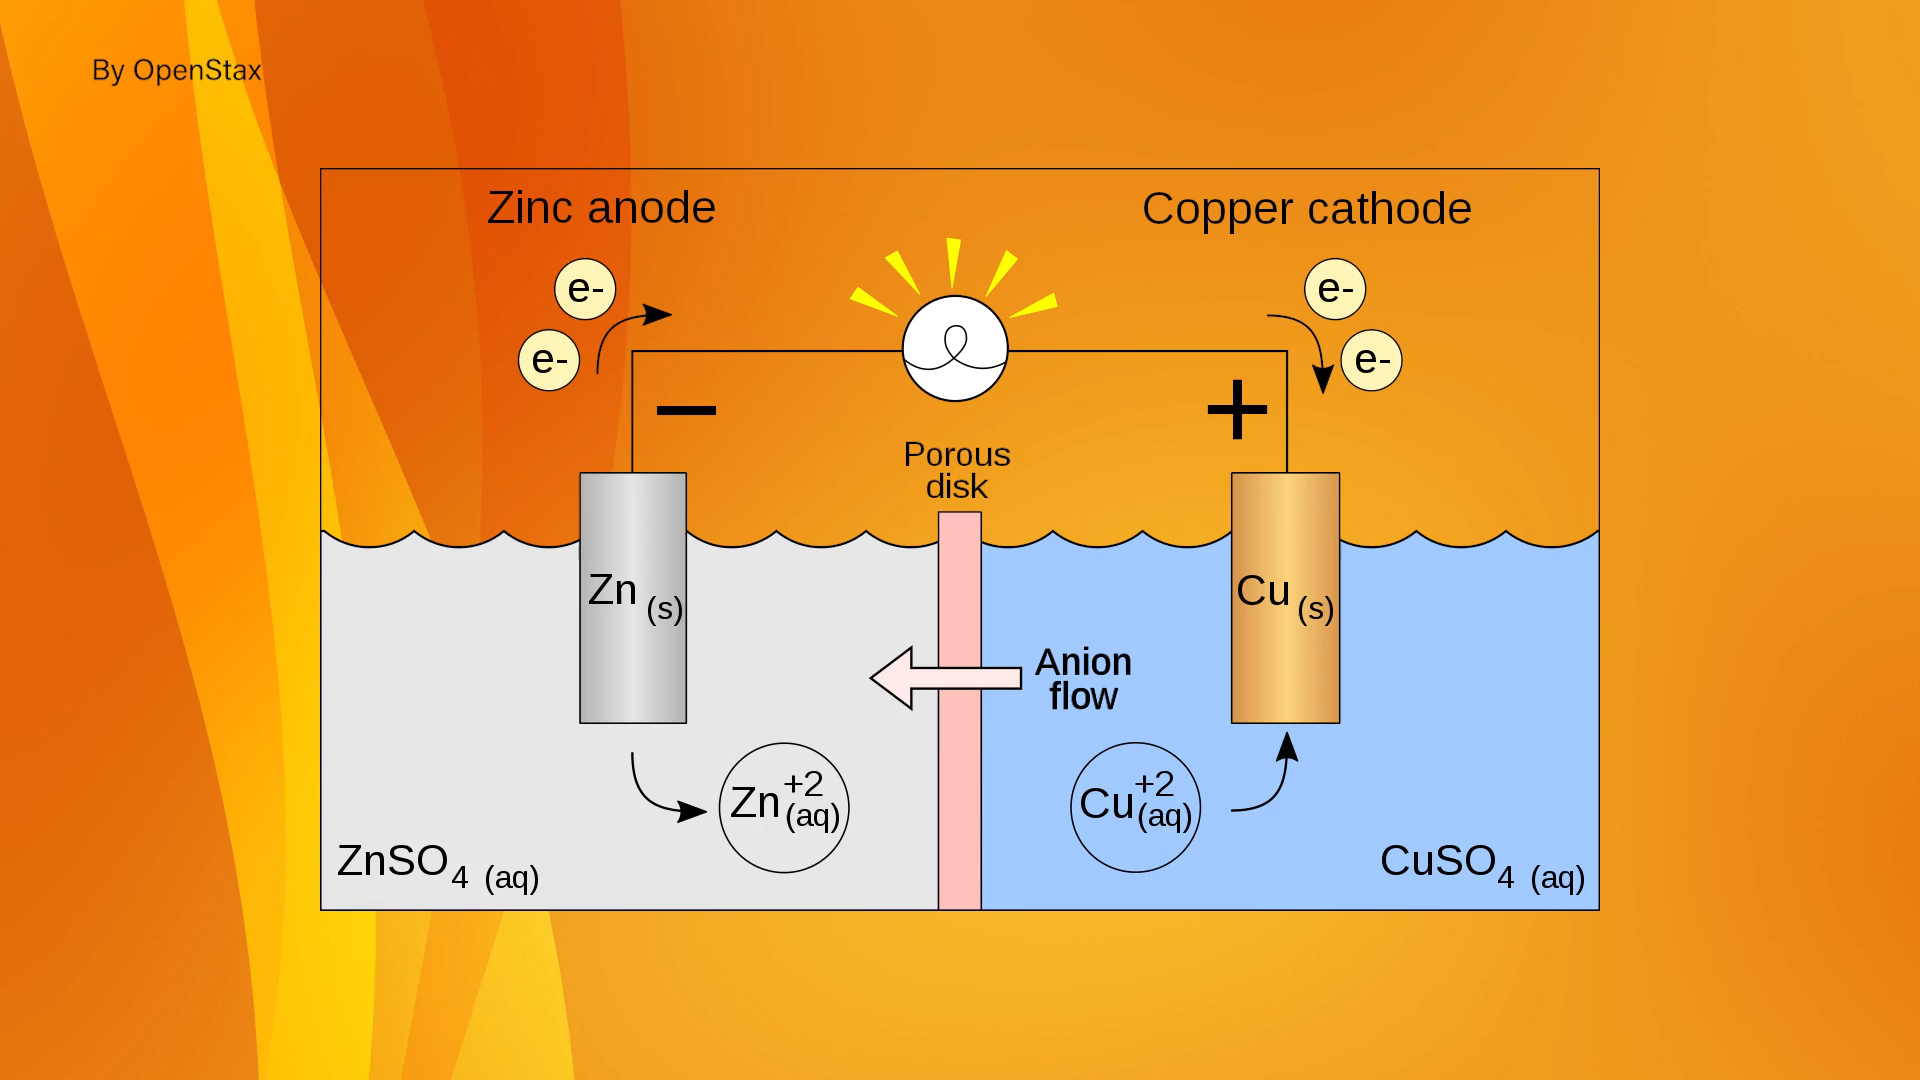 By OpenStax
Zinc anode
Copper cathode
e-
e-
e-
e-
−
+
Porous
disk
Zn (s)
Cu (s)
Anion
flow
Zn+2(aq)
Cu+2(aq)
ZnSO4 (aq)
CuSO4 (aq)